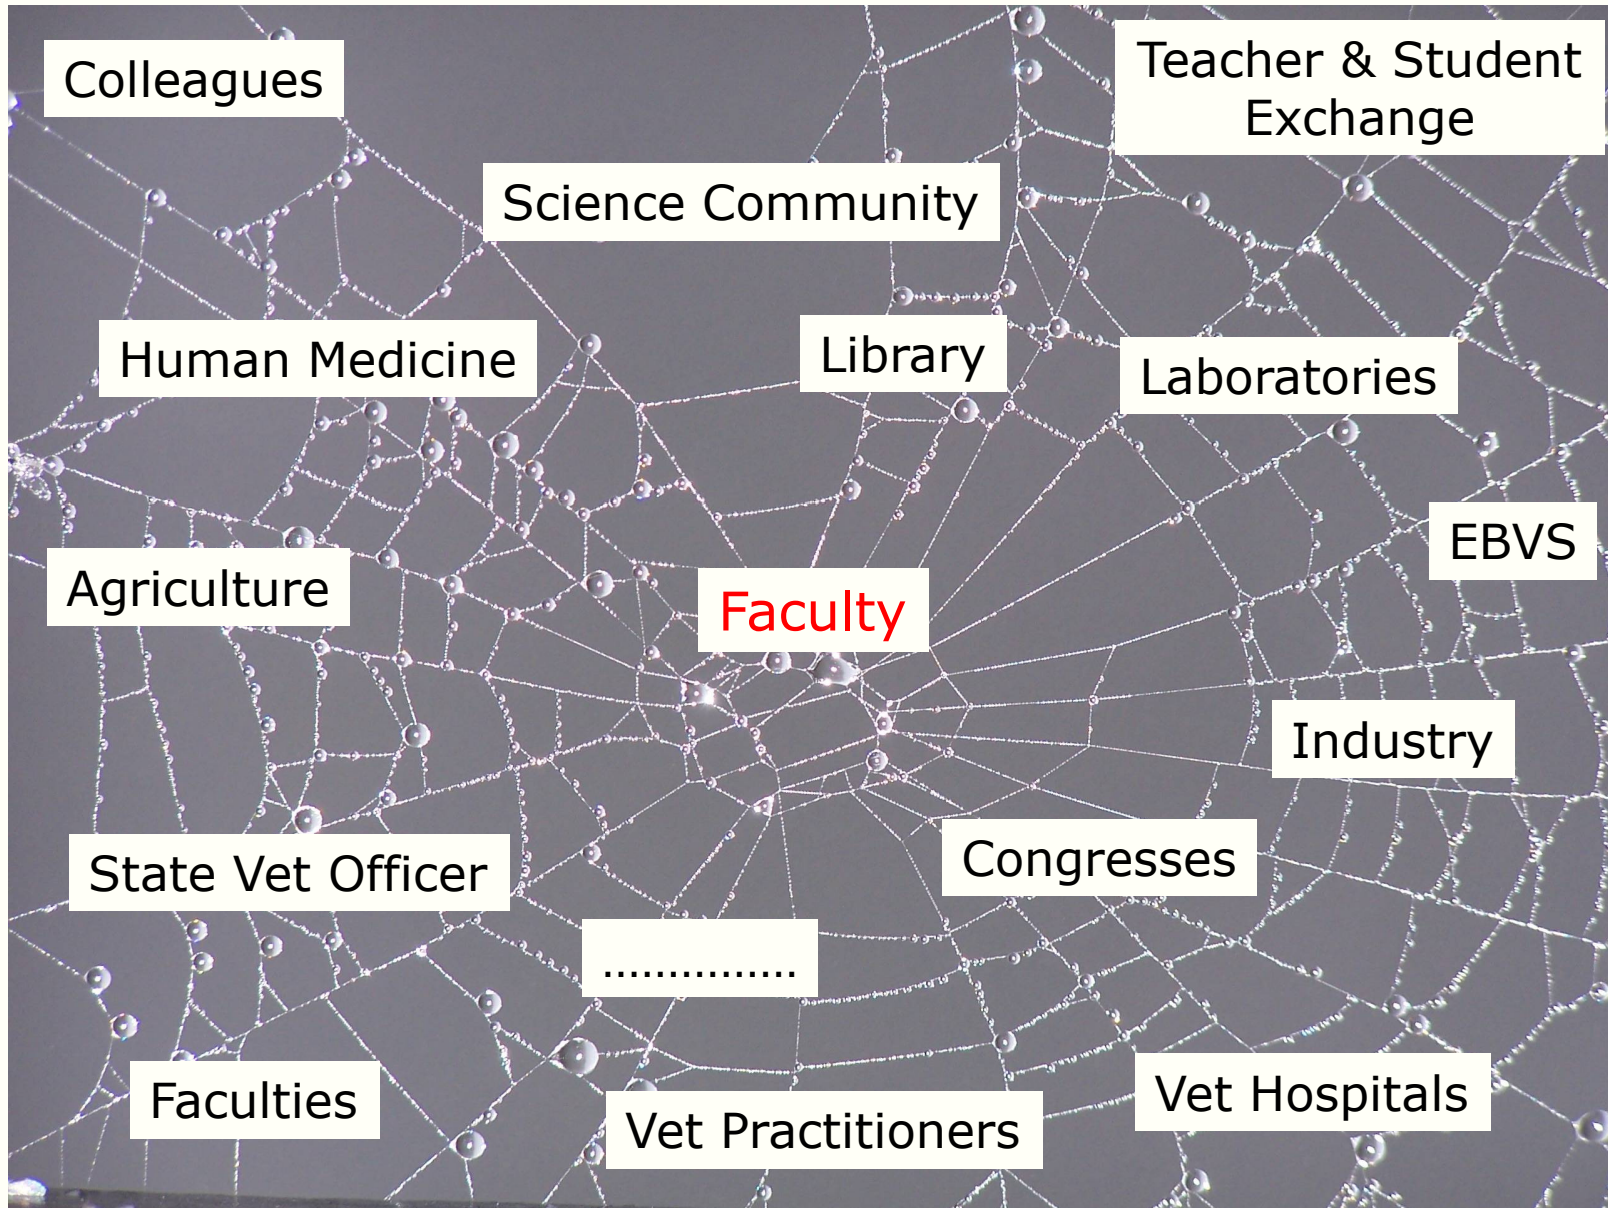 Colleagues
Teacher & Student
Exchange
Science Community
Human Medicine
Library
Laboratories
EBVS
Agriculture
Faculty
Industry
State Vet Officer
Congresses
...............
Faculties
Vet Practitioners
Vet Hospitals